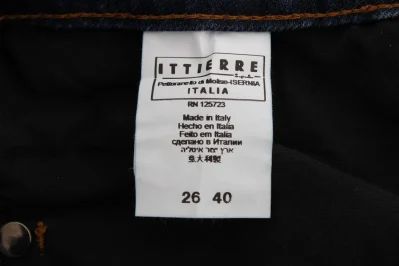 ITTIERRE
S.p.A.
Pettoranello di Molise-ISERNIA
ITALIA
RN 125723
Made in Italy
Hecho en Italia
Feito em Italia
сделано в Италии
ארץ ייצור איטליה
意大利製
26 40